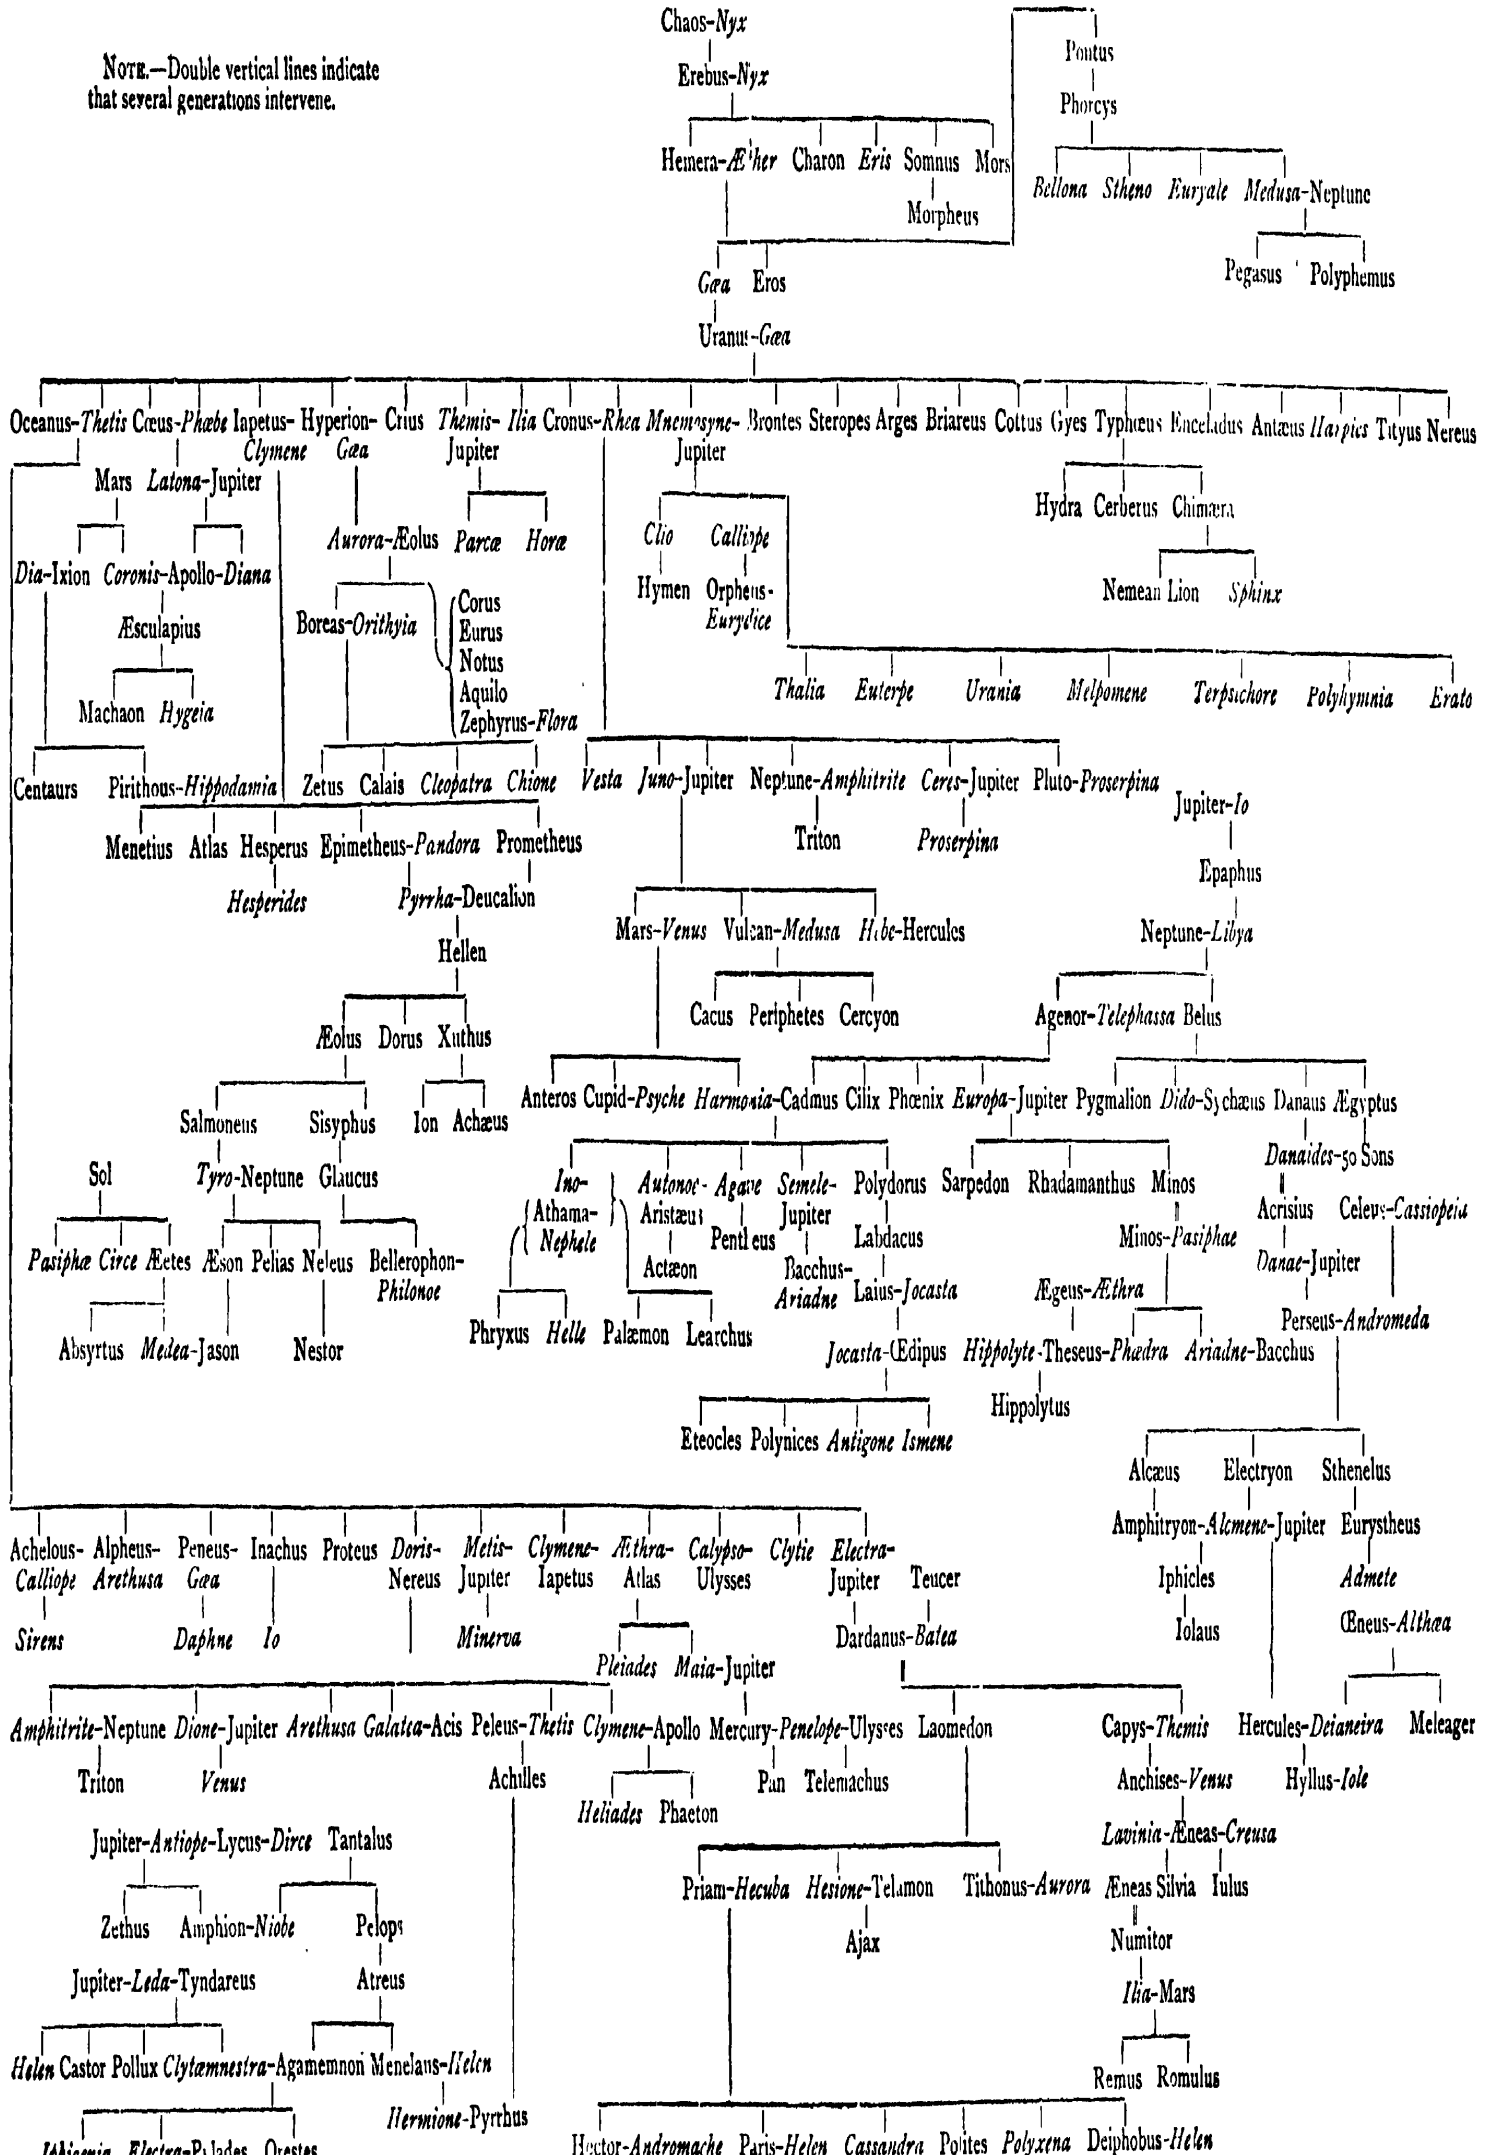 Chaos-Nyx
NOTE.—Double vertical lines indicate
that several generations intervene.
Pontus
Erebus-Nyx
Phorcys
Hemera-Æther Charon Eris Somnus Mors
Bellona Stheno Euryale Medusa-Neptune
Morpheus
Pegasus Polyphemus
Gæa Eros
Uranus-Gæa
Oceanus-Thetis Cœus-Phœbe Iapetus- Hyperion- Crius Themis- Ilia Cronus-Rhea Mnemosyne- Brontes Steropes Arges Briareus Cottus Gyes Typhœus Enceladus Antæus Harpies Tityus Nereus
Clymene Gæa Jupiter Jupiter
Mars Latona-Jupiter
Hydra Cerberus Chimæra
Aurora-Æolus Parcæ Horæ
Clio Calliope
Dia-Ixion Coronis-Apollo-Diana
Hymen Orpheus-
Eurydice
Nemean Lion Sphinx
Æsculapius
Boreas-Orithyia
Corus
Eurus
Notus
Aquilo
Zephyrus-Flora
Thalia Euterpe Urania Melpomene Terpsichore Polyhymnia Erato
Machaon Hygeia
Centaurs Pirithous-Hippodamia Zetus Calais Cleopatra Chione Vesta Juno-Jupiter Neptune-Amphitrite Ceres-Jupiter Pluto-Proserpina
Jupiter-Io
Menetius Atlas Hesperus Epimetheus-Pandora Prometheus
Triton Proserpina
Epaphus
Hesperides Pyrrha-Deucalion
Mars-Venus Vulcan-Medusa Hebe-Hercules
Neptune-Libya
Hellen
Cacus Periphetes Cercyon
Agenor-Telephassa Belus
Æolus Dorus Xuthus
Anteros Cupid-Psyche Harmonia-Cadmus Cilix Phœnix Europa-Jupiter Pygmalion Dido-Sychæus Danaus Ægyptus
Salmoneus Sisyphus Ion Achæus
Danaides-50 Sons
Sol
Tyro-Neptune Glaucus
Ino- Autonoe- Agave Semele- Polydorus Sarpedon Rhadamanthus Minos
Athama- Aristæus Jupiter
Acrisius Celeus-Cassiopeia
Nephele Pentheus Labdacus Minos-Pasiphae
Pasiphæ Circe Æetes Æson Pelias Neleus Bellerophon-
Philonoe
Actæon Bacchus-
Ariadne
Danae-Jupiter
Laius-Jocasta Ægeus-Æthra
Perseus-Andromeda
Absyrtus Medea-Jason Nestor
Phryxus Helle Palæmon Learchus
Jocasta-Œdipus Hippolyte-Theseus-Phædra Ariadne-Bacchus
Hippolytus
Eteocles Polynices Antigone Ismene
Alcæus Electryon Sthenelus
Amphitryon-Alcmene-Jupiter Eurystheus
Achelous- Alpheus- Peneus- Inachus Proteus Doris- Metis- Clymene- Æthra- Calypso- Clytie Electra-
Calliope Arethusa Gæa Nereus Jupiter Iapetus Atlas Ulysses Jupiter Teucer
Iphicles Admete
Sirens Daphne Io Minerva
Dardanus-Batea
Iolaus Œneus-Althæa
Pleiades Maia-Jupiter
Amphitrite-Neptune Dione-Jupiter Arethusa Galatea-Acis Peleus-Thetis Clymene-Apollo Mercury-Penelope-Ulysses Laomedon Capys-Themis Hercules-Deianeira Meleager
Triton Venus Achilles Pan Telemachus Anchises-Venus Hyllus-Iole
Heliades Phaeton
Jupiter-Antiope-Lycus-Dirce Tantalus
Lavinia-Æneas-Creusa
Priam-Hecuba Hesione-Telamon Tithonus-Aurora Æneas Silvia Iulus
Zethus Amphion-Niobe Pelops
Ajax Numitor
Jupiter-Leda-Tyndareus Atreus
Ilia-Mars
Helen Castor Pollux Clytæmnestra-Agamemnon Menelaus-Helen
Remus Romulus
Hermione-Pyrrhus
Iphigenia Electra-Pylades Orestes
Hector-Andromache Paris-Helen Cassandra Polites Polyxena Deiphobus-Helen